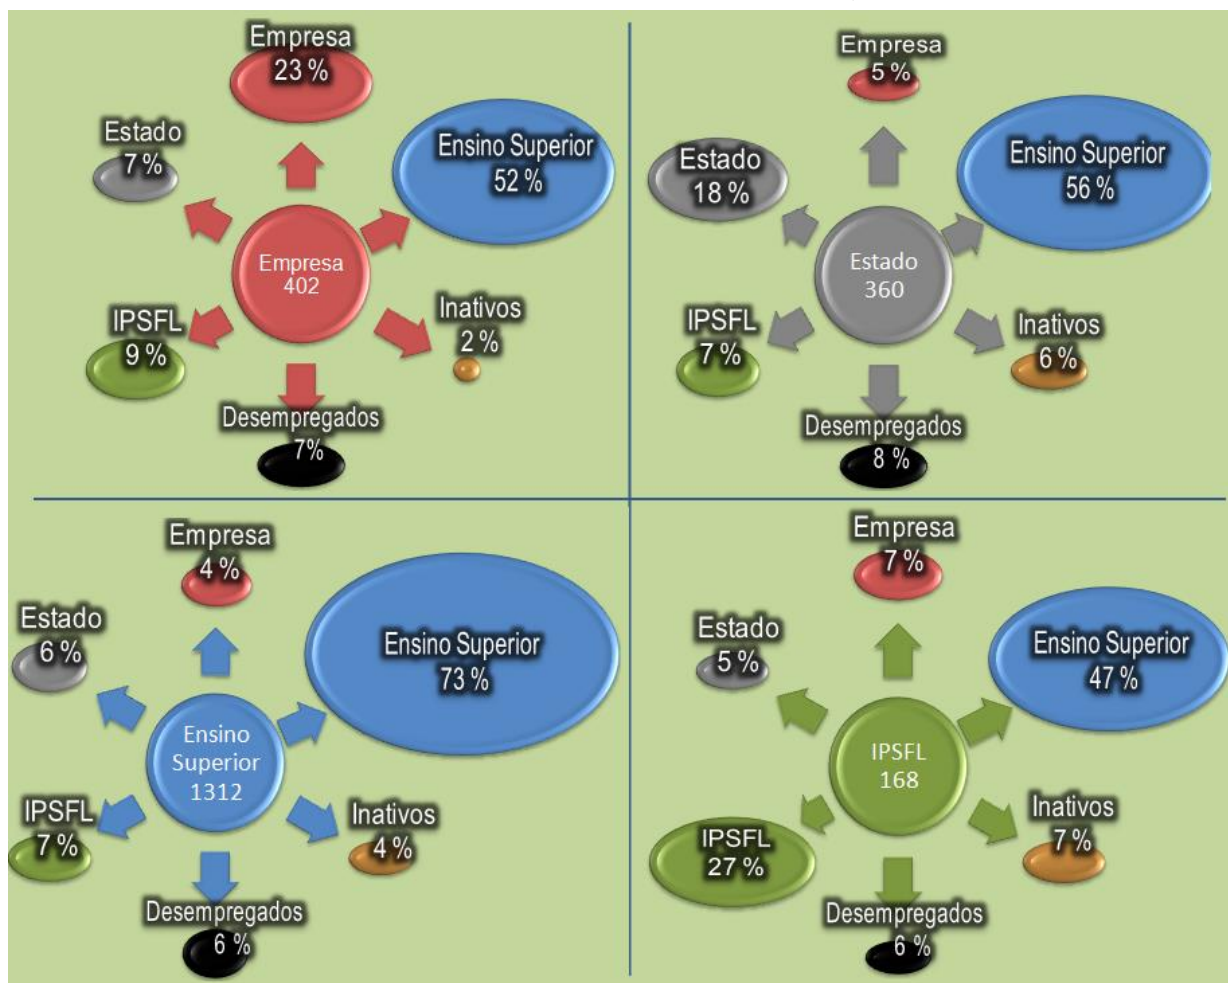 Empresa
23 %
Estado
7 %
Ensino Superior
52 %
Empresa
402
IPSFL
9 %
Inativos
2 %
Desempregados
7%
Empresa
5 %
Estado
18 %
Ensino Superior
56 %
Estado
360
IPSFL
7 %
Inativos
6 %
Desempregados
8 %
Empresa
4 %
Estado
6 %
Ensino Superior
73 %
Ensino
Superior
1312
IPSFL
7 %
Inativos
4 %
Desempregados
6 %
Empresa
7 %
Estado
5 %
Ensino Superior
47 %
IPSFL
168
IPSFL
27 %
Inativos
7 %
Desempregados
6 %